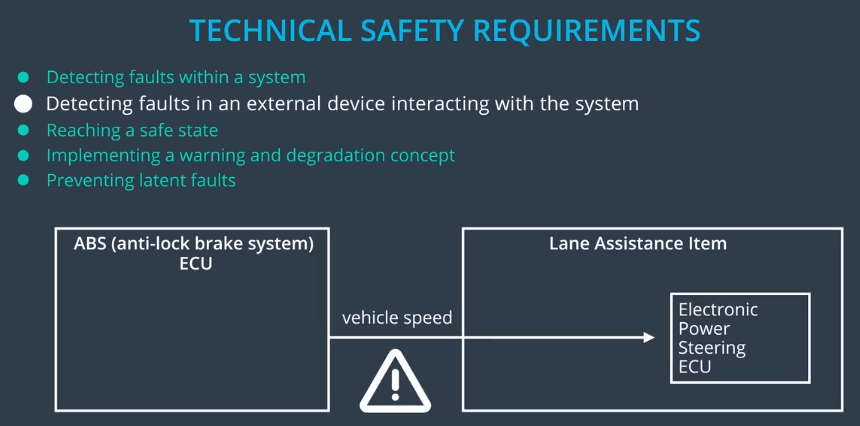 TECHNICAL SAFETY REQUIREMENTS
Detecting faults within a system
Detecting faults in an external device interacting with the system
Reaching a safe state
Implementing a warning and degradation concept
Preventing latent faults
ABS (anti-lock brake system)
ECU
vehicle speed
Lane Assistance Item
Electronic
Power
Steering
ECU